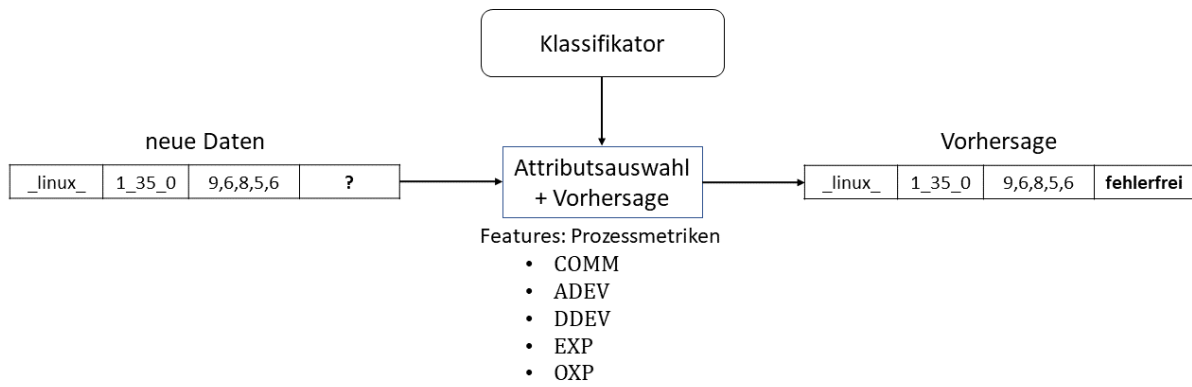 Klassifikator
neue Daten
_linux_ 1_35_0 9,6,8,5,6 ?
Attributsauswahl
+ Vorhersage
Vorhersage
_linux_ 1_35_0 9,6,8,5,6 fehlerfrei
Features: Prozessmetriken
• COMM
• ADEV
• DDEV
• EXP
• OXP